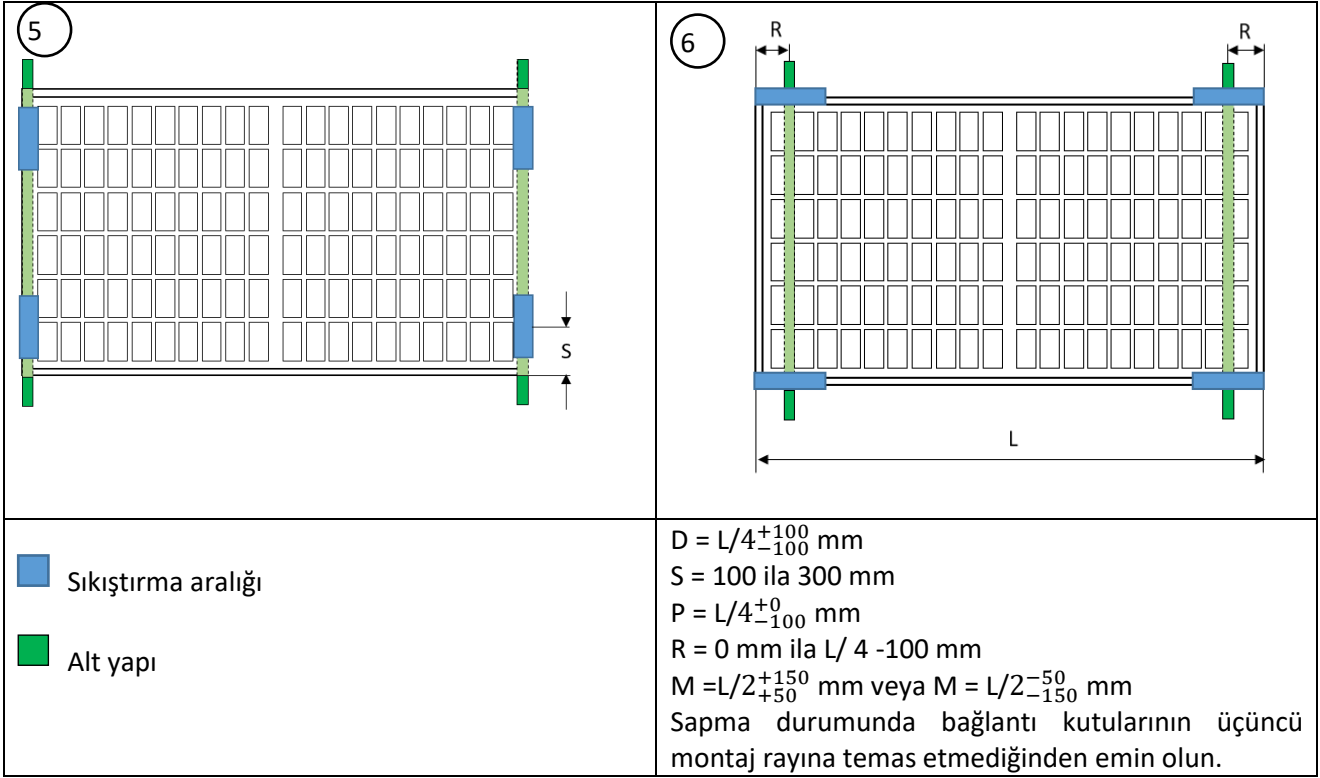 5
S
6
R R
L
Sıkıştırma aralığı
Alt yapı
D = L/4⁺¹⁰⁰₋₁₀₀ mm
S = 100 ila 300 mm
P = L/4⁺⁰₋₁₀₀ mm
R = 0 mm ila L/ 4 -100 mm
M =L/2⁺¹⁵⁰₊₅₀ mm veya M = L/2⁻⁵⁰₋₁₅₀ mm
Sapma durumunda bağlantı kutularının üçüncü
montaj rayına temas etmediğinden emin olun.